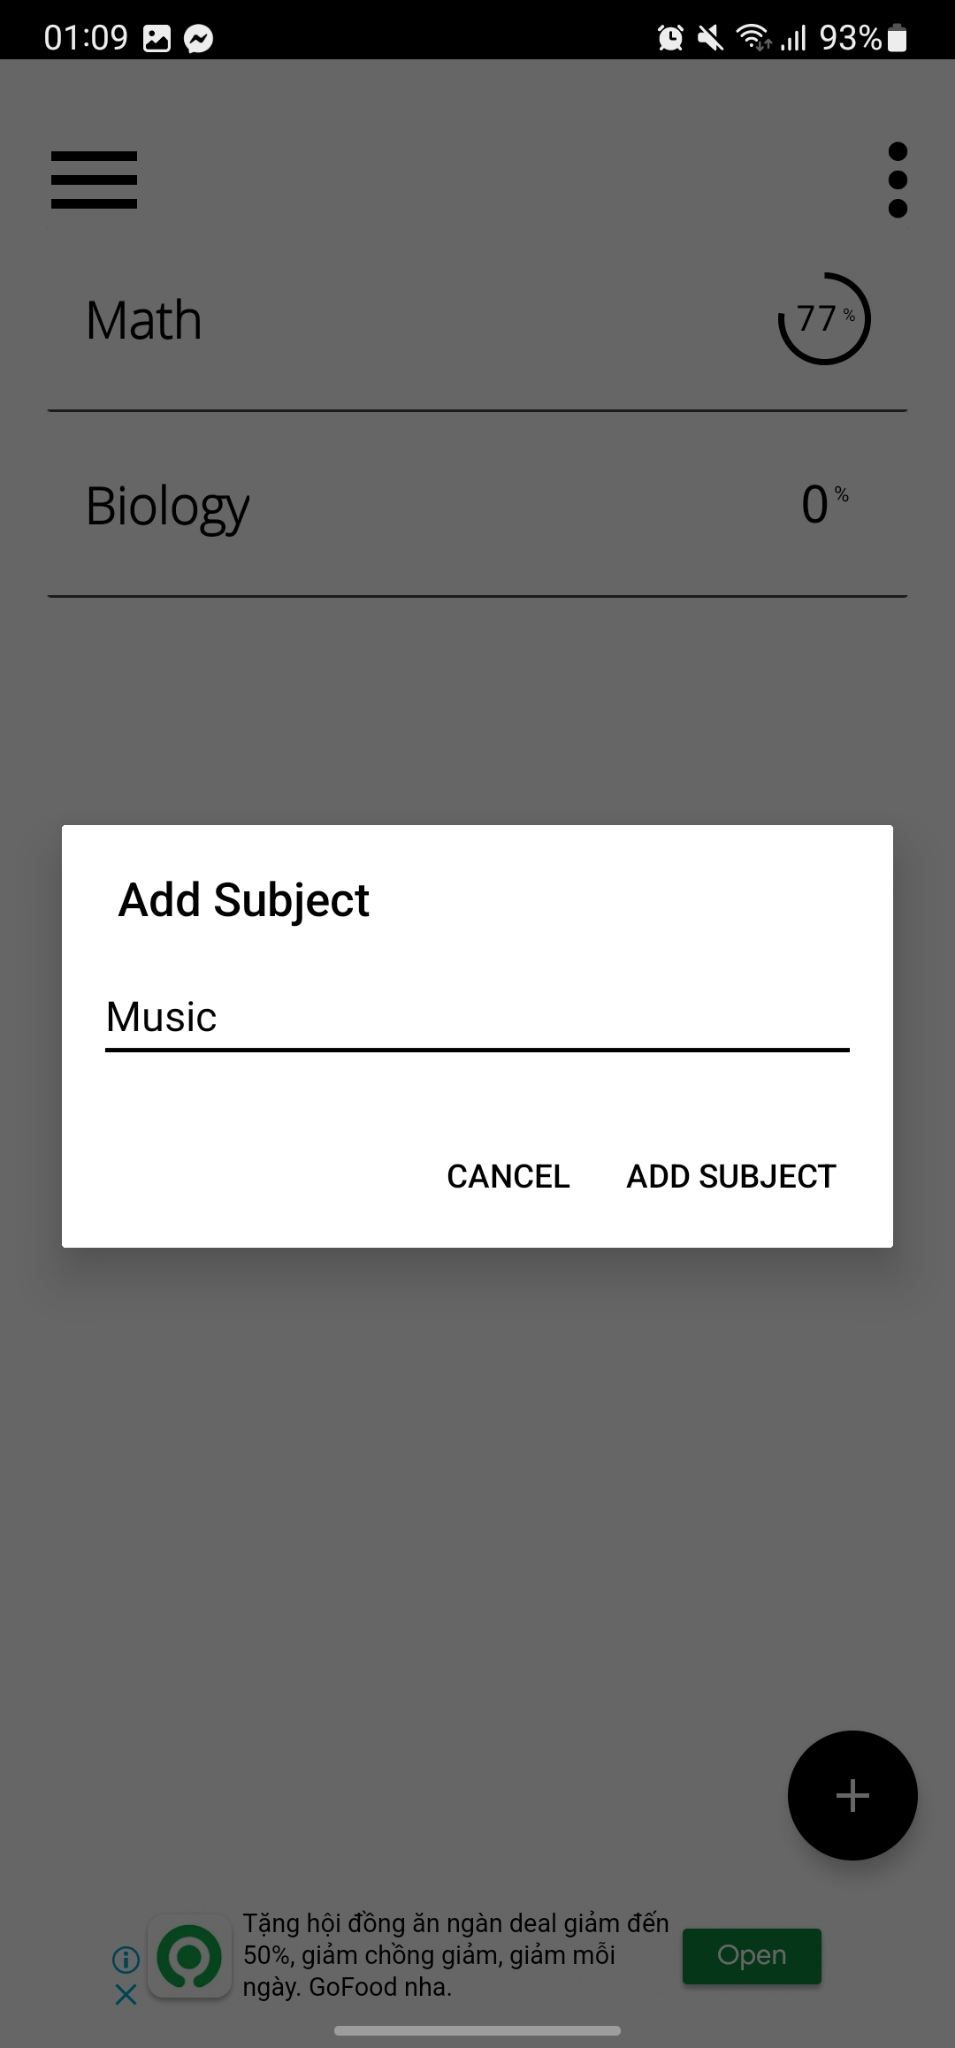 01:09 93%
Math 77 %
Biology 0 %
Add Subject
Music
CANCEL ADD SUBJECT
+
Tặng hội đồng ăn ngàn deal giảm đến
50%, giảm chồng giảm, giảm mỗi
ngày. GoFood nha.
Open